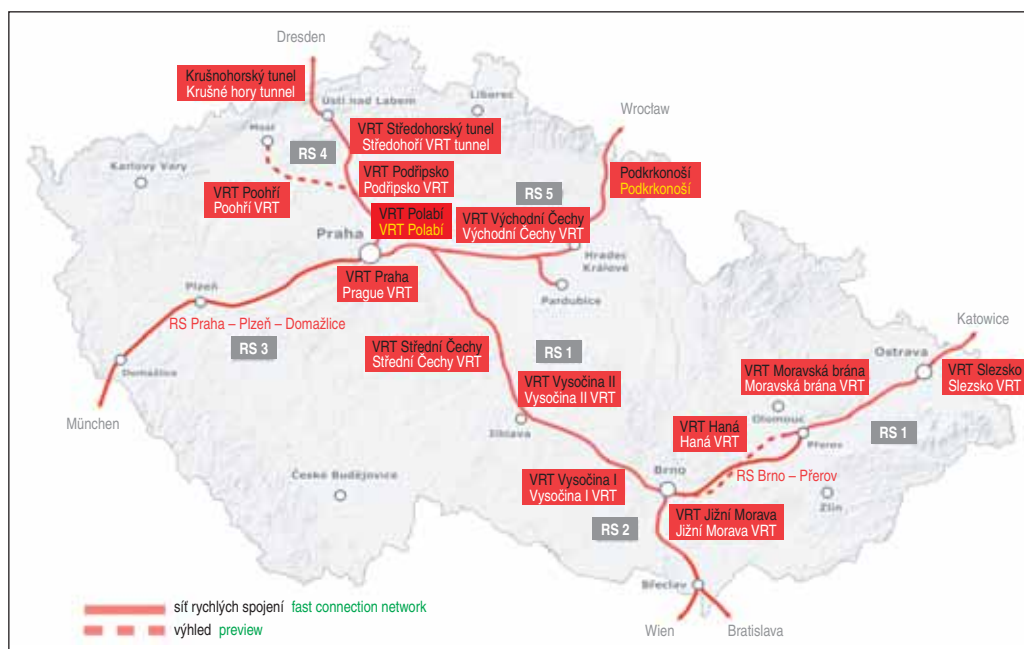 Dresden
Krušnohorský tunel
Krušné hory tunnel
Ústí nad Labem
Liberec
Wrocław
Most
VRT Středohorský tunel
Středohoří VRT tunnel
RS 4
Karlovy Vary
VRT Podřipsko
Podřipsko VRT
Podkrkonoší
Podkrkonoší
VRT Poohří
Poohří VRT
RS 5
VRT Polabí
VRT Polabí
VRT Východní Čechy
Východní Čechy VRT
Praha
Hradec
Králové
VRT Praha
Prague VRT
Plzeň
Pardubice
RS Praha – Plzeň – Domažlice
RS 3
Katowice
VRT Střední Čechy
Střední Čechy VRT
RS 1
Ostrava
Domažlice
VRT Moravská brána
Moravská brána VRT
VRT Slezsko
Slezsko VRT
VRT Vysočina II
Vysočina II VRT
München
Olomouc
Jihlava
VRT Haná
Haná VRT
Přerov
RS 1
Brno
RS Brno – Přerov
České Budějovice
VRT Vysočina I
Vysočina I VRT
Zlín
VRT Jižní Morava
Jižní Morava VRT
RS 2
Břeclav
síť rychlých spojení fast connection network
výhled preview
Wien
Bratislava